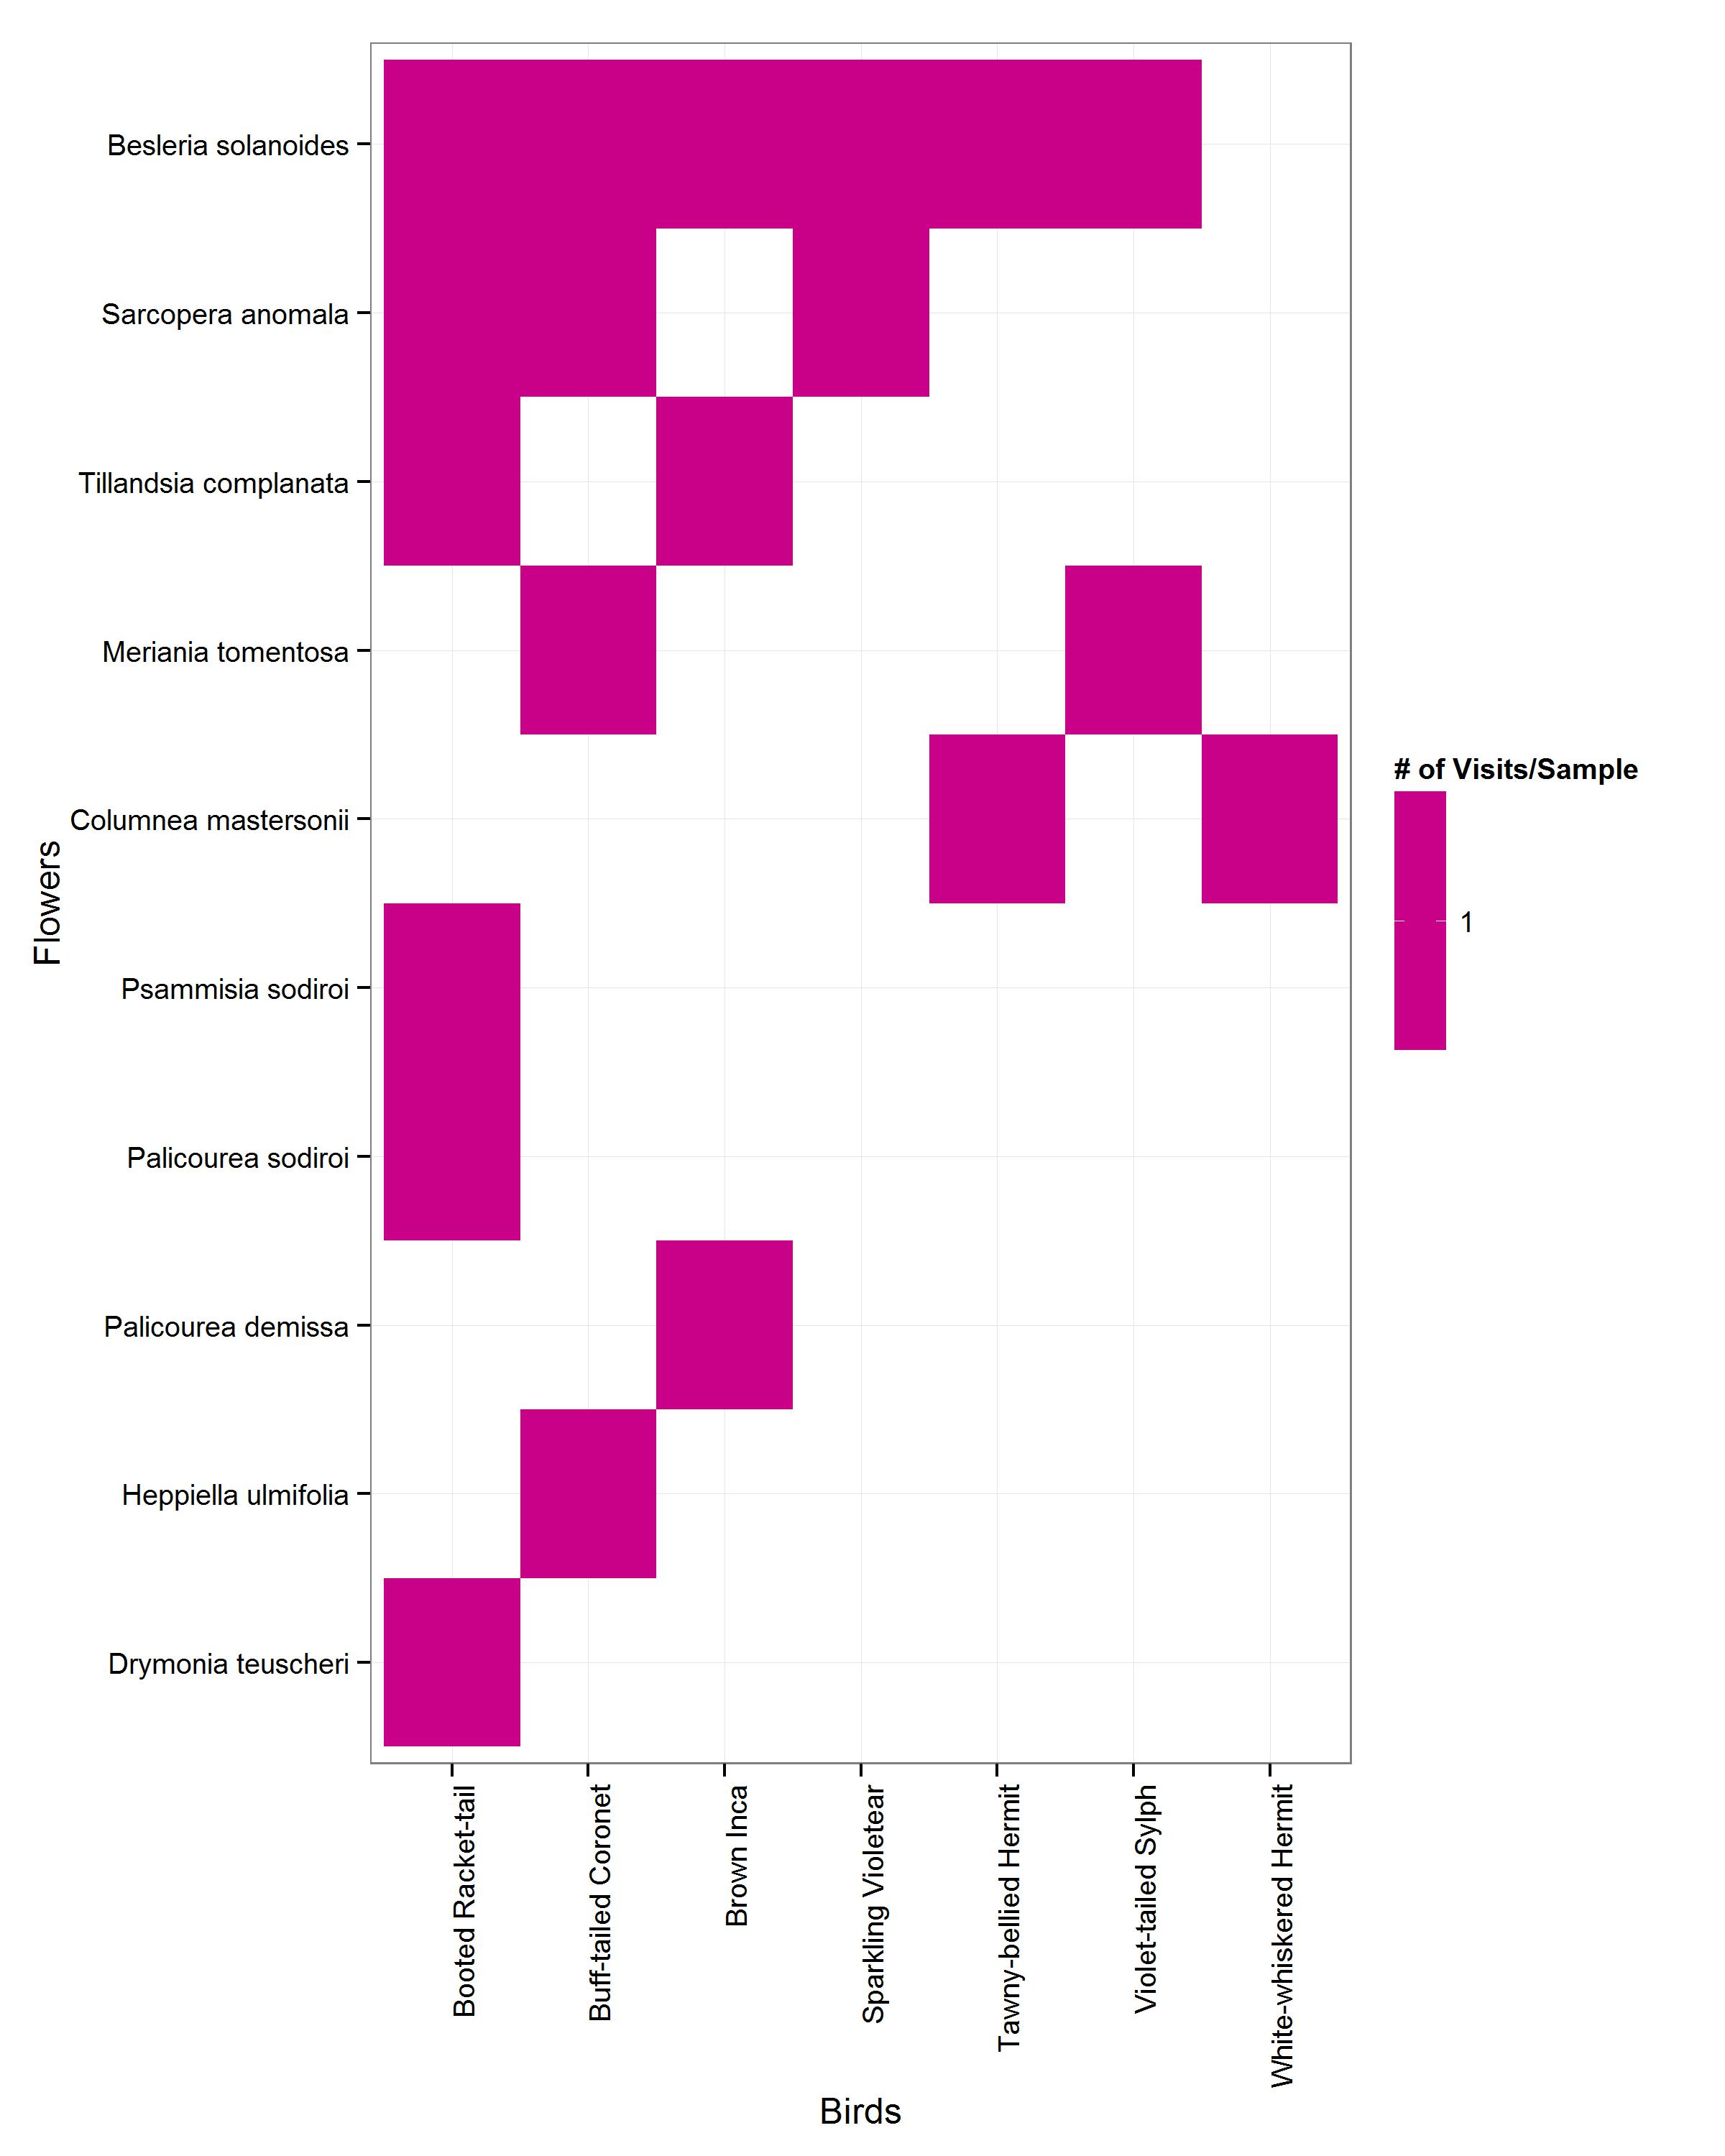 Besleria solanoides
Sarcopera anomala
Tillandsia complanata
Meriania tomentosa
Columnea mastersonii
Psammisia sodiroi
Palicourea sodiroi
Palicourea demissa
Heppiella ulmifolia
Drymonia teuscheri
Flowers
Booted Racket-tail
Buff-tailed Coronet
Brown Inca
Sparkling Violetear
Tawny-bellied Hermit
Violet-tailed Sylph
White-whiskered Hermit
Birds
# of Visits/Sample
1